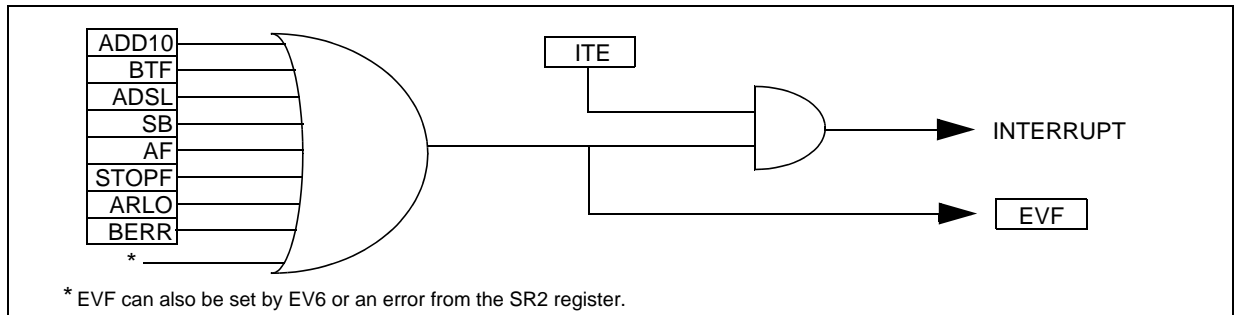 ADD10
BTF
ADSL
SB
AF
STOPF
ARLO
BERR
*
ITE
INTERRUPT
EVF
* EVF can also be set by EV6 or an error from the SR2 register.